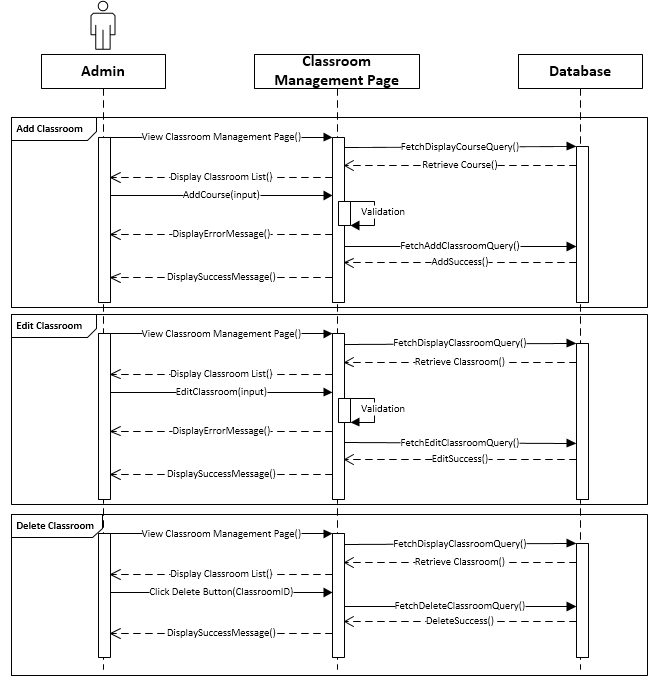 Admin
Classroom
Management Page
Database
Add Classroom
View Classroom Management Page()
FetchDisplayCourseQuery()
Retrieve Course()
Display Classroom List()
AddCourse(input)
Validation
DisplayErrorMessage()
FetchAddClassroomQuery()
AddSuccess()
DisplaySuccessMessage()
Edit Classroom
View Classroom Management Page()
FetchDisplayClassroomQuery()
Retrieve Classroom()
Display Classroom List()
EditClassroom(input)
Validation
DisplayErrorMessage()
FetchEditClassroomQuery()
EditSuccess()
DisplaySuccessMessage()
Delete Classroom
View Classroom Management Page()
FetchDisplayClassroomQuery()
Retrieve Classroom()
Display Classroom List()
Click Delete Button(ClassroomID)
FetchDeleteClassroomQuery()
DeleteSuccess()
DisplaySuccessMessage()